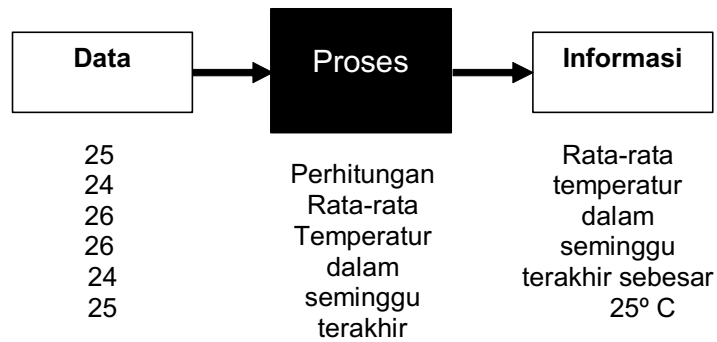 Data
Proses
Informasi
25
24
26
26
24
25
Perhitungan
Rata-rata
Temperatur
dalam
seminggu
terakhir
Rata-rata
temperatur
dalam
seminggu
terakhir sebesar
25º C